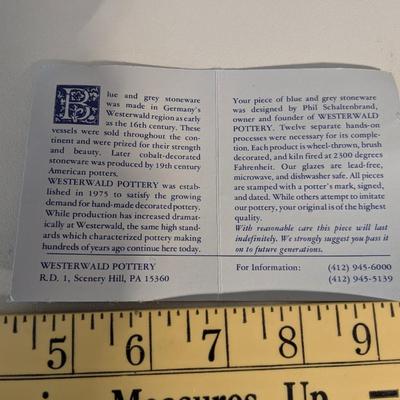 Blue and grey stoneware
was made in Germany's
Westerwald region as early
as the 16th century. These
vessels were sold throughout the con-
tinent and were prized for their strength
and beauty. Later cobalt-decorated
stoneware was produced by 19th century
American potters.
WESTERWALD POTTERY was estab-
lished in 1975 to satisfy the growing
demand for hand-made decorated pottery.
While production has increased dramat-
ically at Westerwald, the same high stand-
ards which characterized pottery making
hundreds of years ago continue here today.
WESTERWALD POTTERY
R.D. 1, Scenery Hill, PA 15360
Your piece of blue and grey stoneware
was designed by Phil Schaltenbrand,
owner and founder of WESTERWALD
POTTERY. Twelve separate hands-on
processes were necessary for its comple-
tion. Each product is wheel-thrown, brush
decorated, and kiln fired at 2300 degrees
Fahrenheit. Our glazes are lead-free,
microwave, and dishwasher safe. All pieces
are stamped with a potter's mark, signed,
and dated. While others attempt to imitate
our pottery, your original is of the highest
quality.
With reasonable care this piece will last
indefinitely. We strongly suggest you pass it
on to future generations.
For Information: (412) 945-6000
(412) 945-5139
5 6 7 8 9
Measures Up